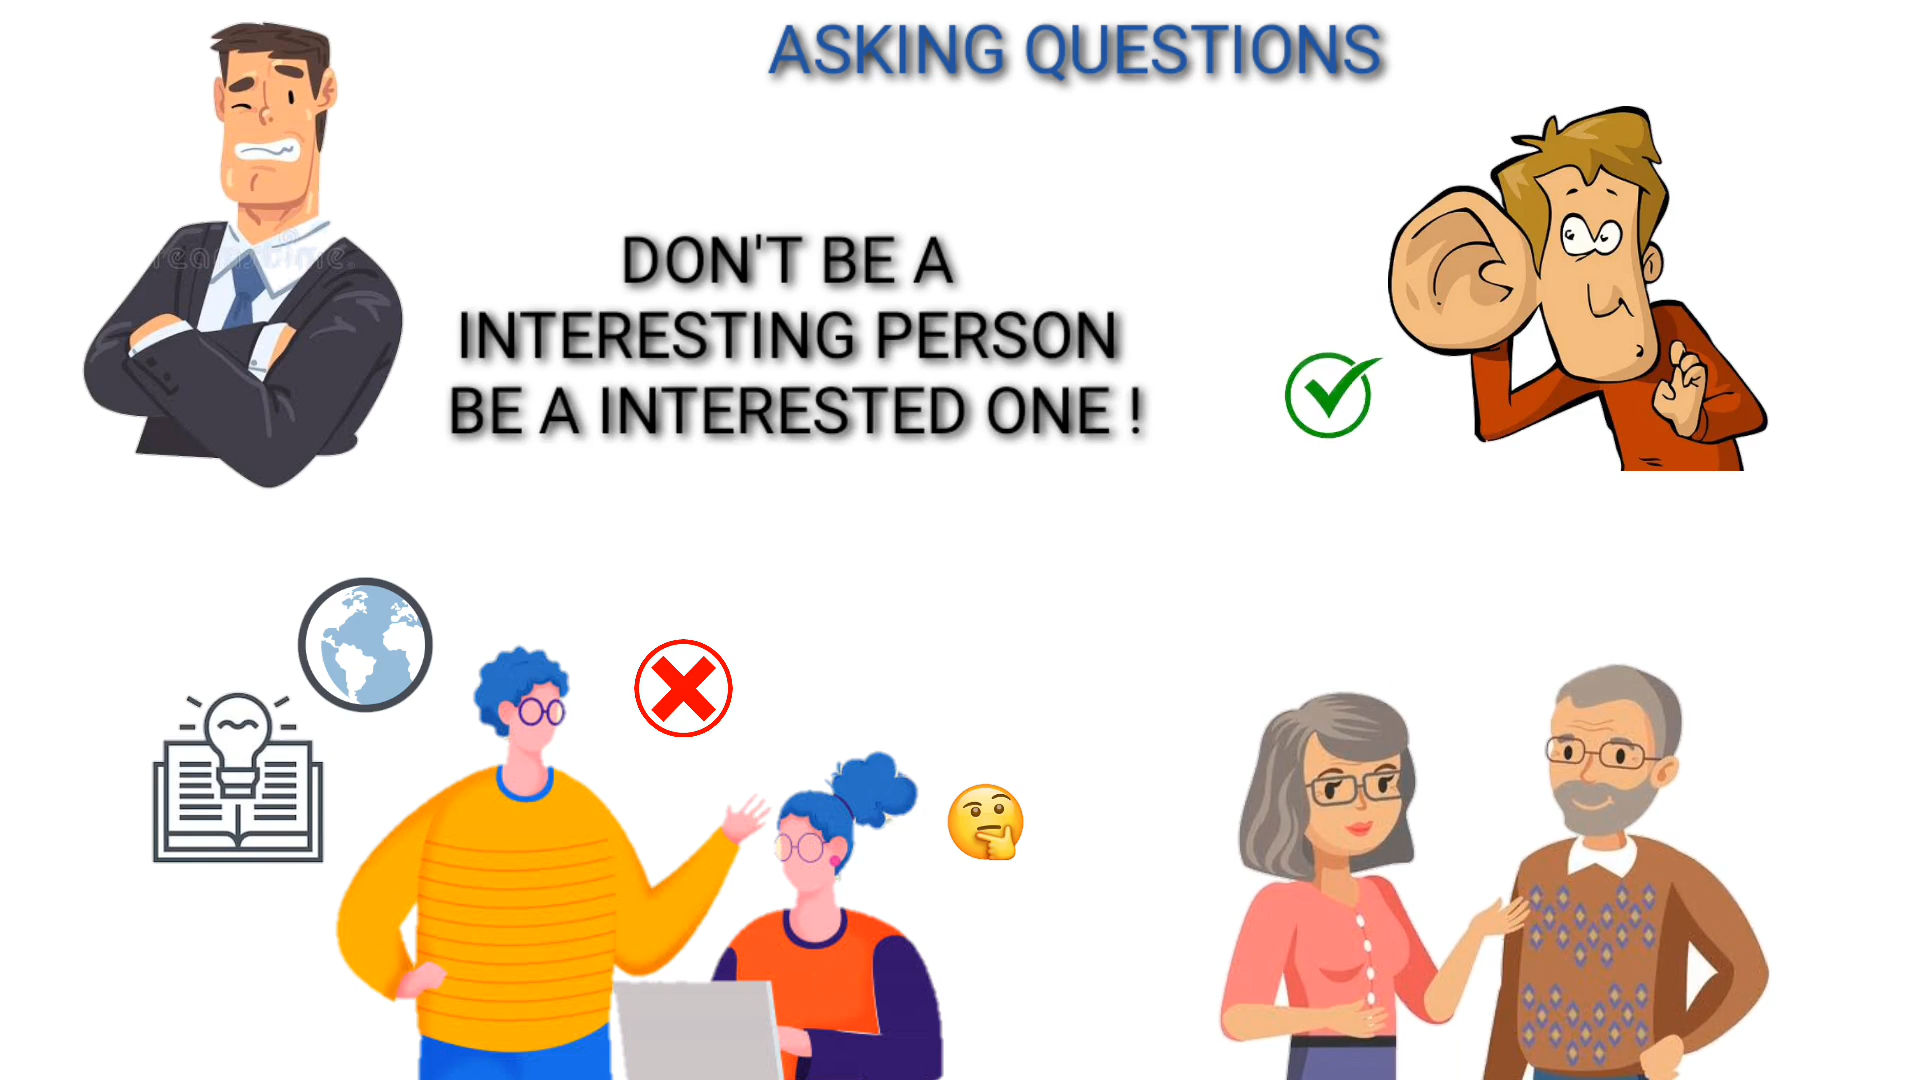 ASKING QUESTIONS
DON'T BE A
INTERESTING PERSON
BE A INTERESTED ONE !